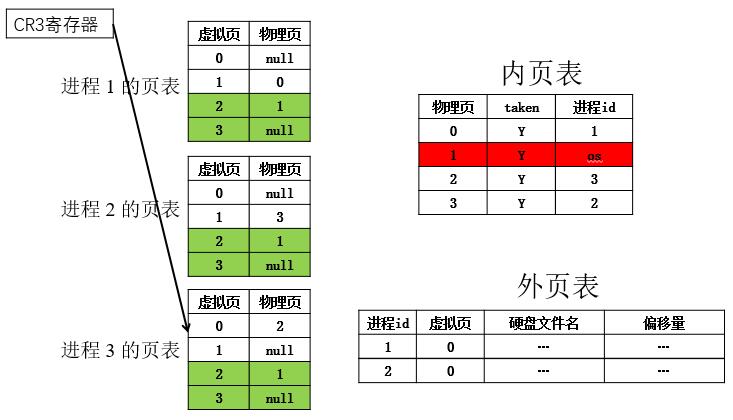 CR3寄存器
进程 1 的页表
虚拟页 物理页
0 null
1 0
2 1
3 null
进程 2 的页表
虚拟页 物理页
0 null
1 3
2 1
3 null
进程 3 的页表
虚拟页 物理页
0 2
1 null
2 1
3 null
内页表
物理页 taken 进程id
0 Y 1
1 Y os
2 Y 3
3 Y 2
外页表
进程id 虚拟页 硬盘文件名 偏移量
1 0 … …
2 0 … …